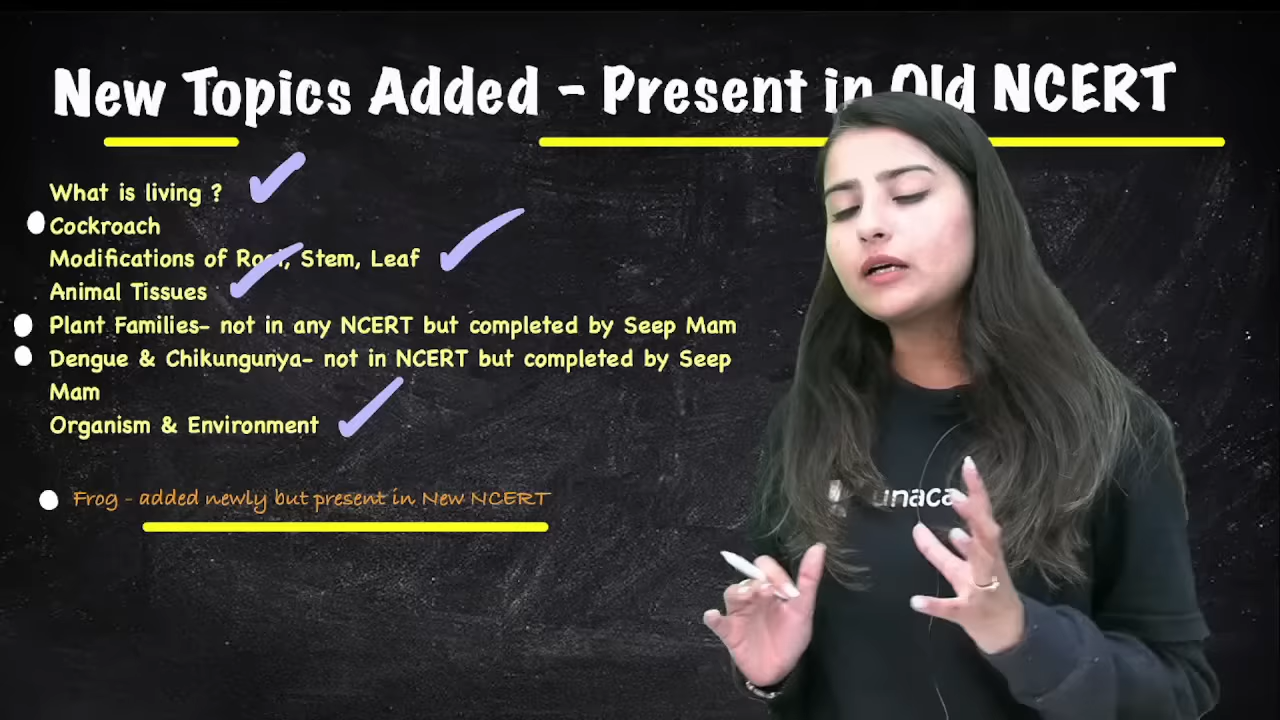 New Topics Added - Present in Old NCERT
What is living ?
Cockroach
Modifications of Root, Stem, Leaf
Animal Tissues
Plant Families- not in any NCERT but completed by Seep Mam
Dengue & Chikungunya- not in NCERT but completed by Seep
Mam
Organism & Environment
Frog - added newly but present in New NCERT
unaca